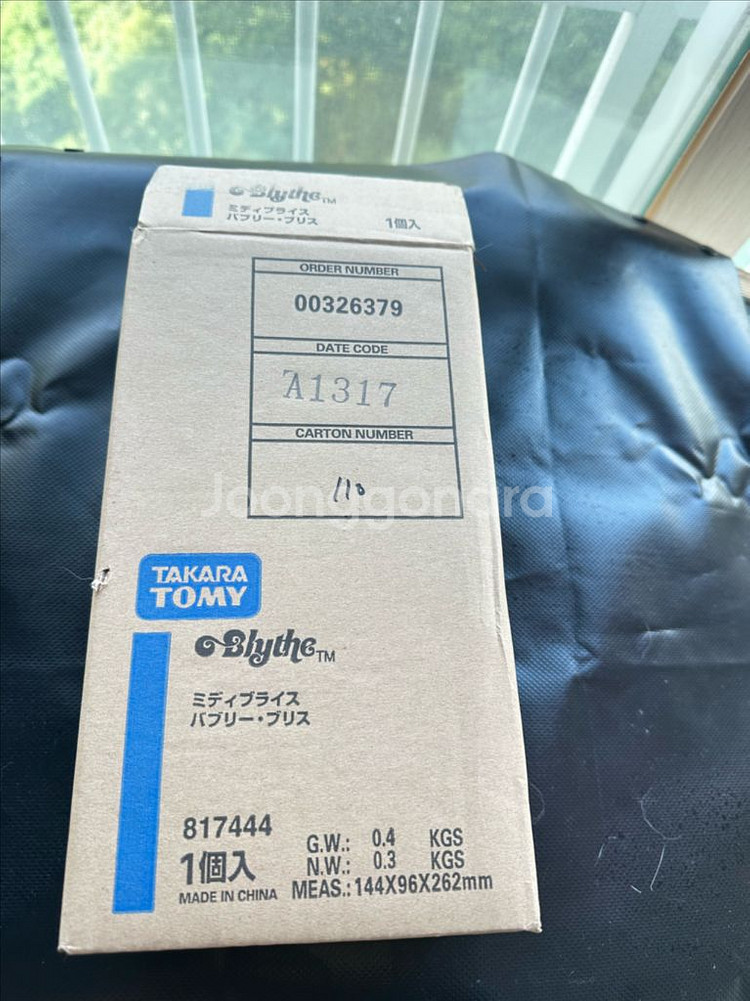 Blythe TM
ミディブライス
バブリー・ブリス
1個入
ORDER NUMBER
00326379
DATE CODE
A1317
CARTON NUMBER
110
Joonggonara
TAKARA
TOMY
Blythe TM
ミディブライス
バブリー・ブリス
817444
1個入
MADE IN CHINA
G.W.: 0.4 KGS
N.W.: 0.3 KGS
MEAS.: 144X96X262mm